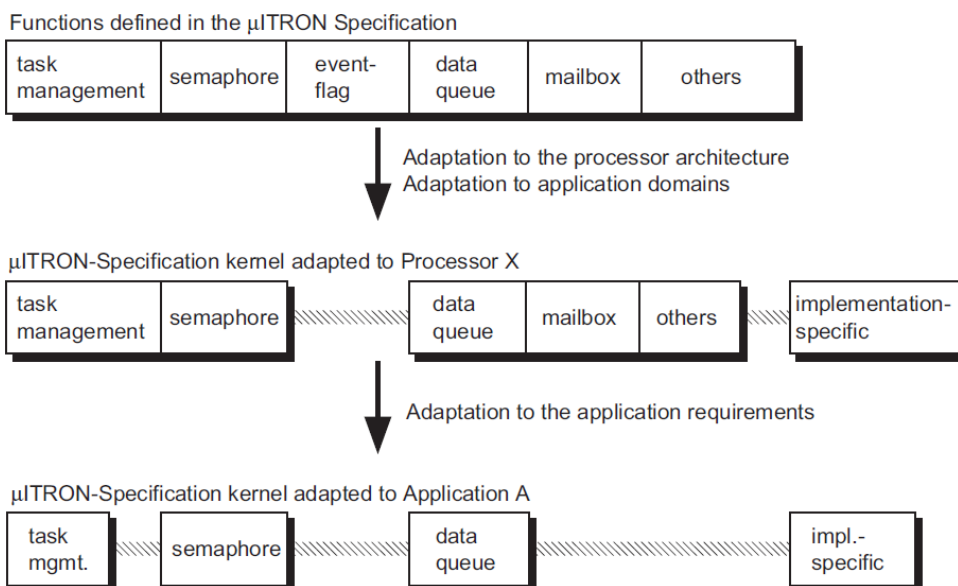 Functions defined in the μITRON Specification
task
management
semaphore
event-
flag
data
queue
mailbox
others
Adaptation to the processor architecture
Adaptation to application domains
μITRON-Specification kernel adapted to Processor X
task
management
semaphore
data
queue
mailbox
others
implementation-
specific
Adaptation to the application requirements
μITRON-Specification kernel adapted to Application A
task
mgmt.
semaphore
data
queue
impl.-
specific